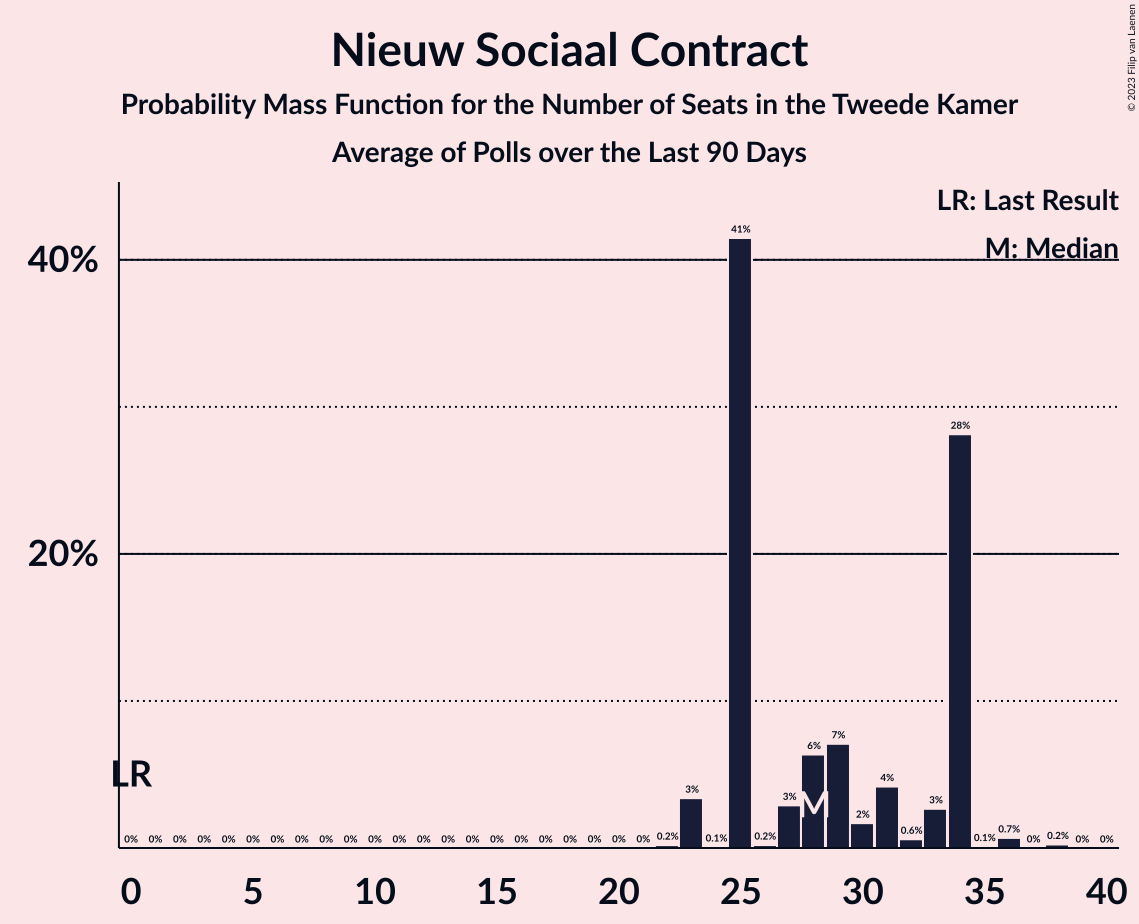 Nieuw Sociaal Contract
Probability Mass Function for the Number of Seats in the Tweede Kamer
Average of Polls over the Last 90 Days
© 2023 Filip van Laenen
LR: Last Result
M: Median
40%
20%
LR
M
0% 0% 0% 0% 0% 0% 0% 0% 0% 0% 0% 0% 0% 0% 0% 0% 0% 0% 0% 0% 0% 0% 0.2% 3% 0.1% 41% 0.2% 3% 6% 7% 2% 4% 0.6% 3% 28% 0.1% 0.7% 0% 0.2% 0% 0%
0 5 10 15 20 25 30 35 40